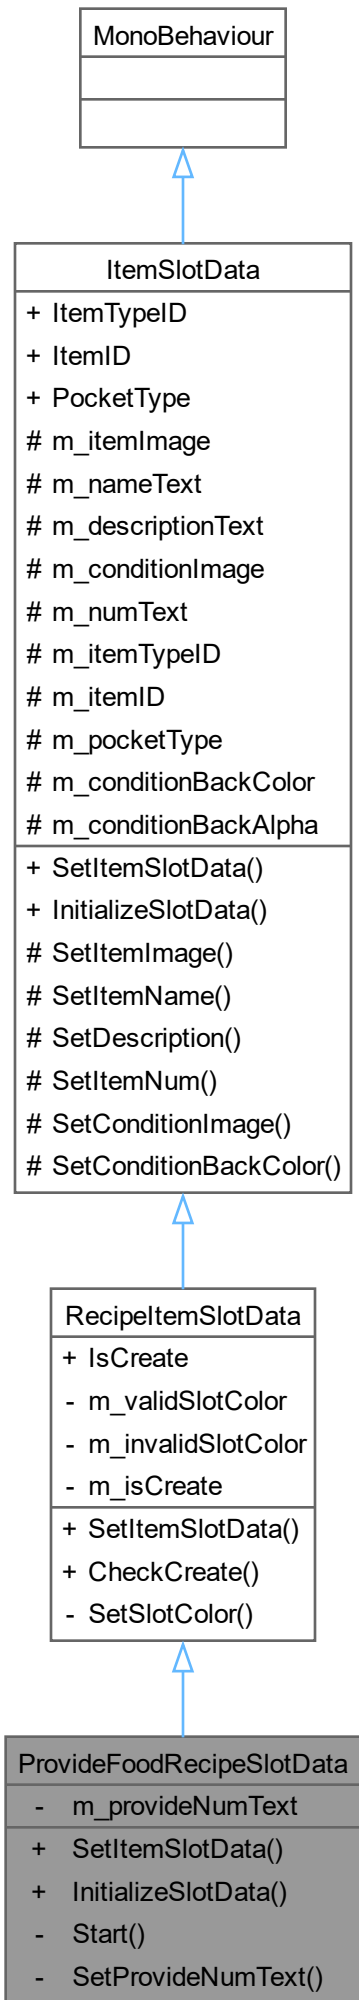 MonoBehaviour
ItemSlotData
+ ItemTypeID
+ ItemID
+ PocketType
# m_itemImage
# m_nameText
# m_descriptionText
# m_conditionImage
# m_numText
# m_itemTypeID
# m_itemID
# m_pocketType
# m_conditionBackColor
# m_conditionBackAlpha
+ SetItemSlotData()
+ InitializeSlotData()
# SetItemImage()
# SetItemName()
# SetDescription()
# SetItemNum()
# SetConditionImage()
# SetConditionBackColor()
RecipeItemSlotData
+ IsCreate
- m_validSlotColor
- m_invalidSlotColor
- m_isCreate
+ SetItemSlotData()
+ CheckCreate()
- SetSlotColor()
ProvideFoodRecipeSlotData
- m_provideNumText
+ SetItemSlotData()
+ InitializeSlotData()
- Start()
- SetProvideNumText()